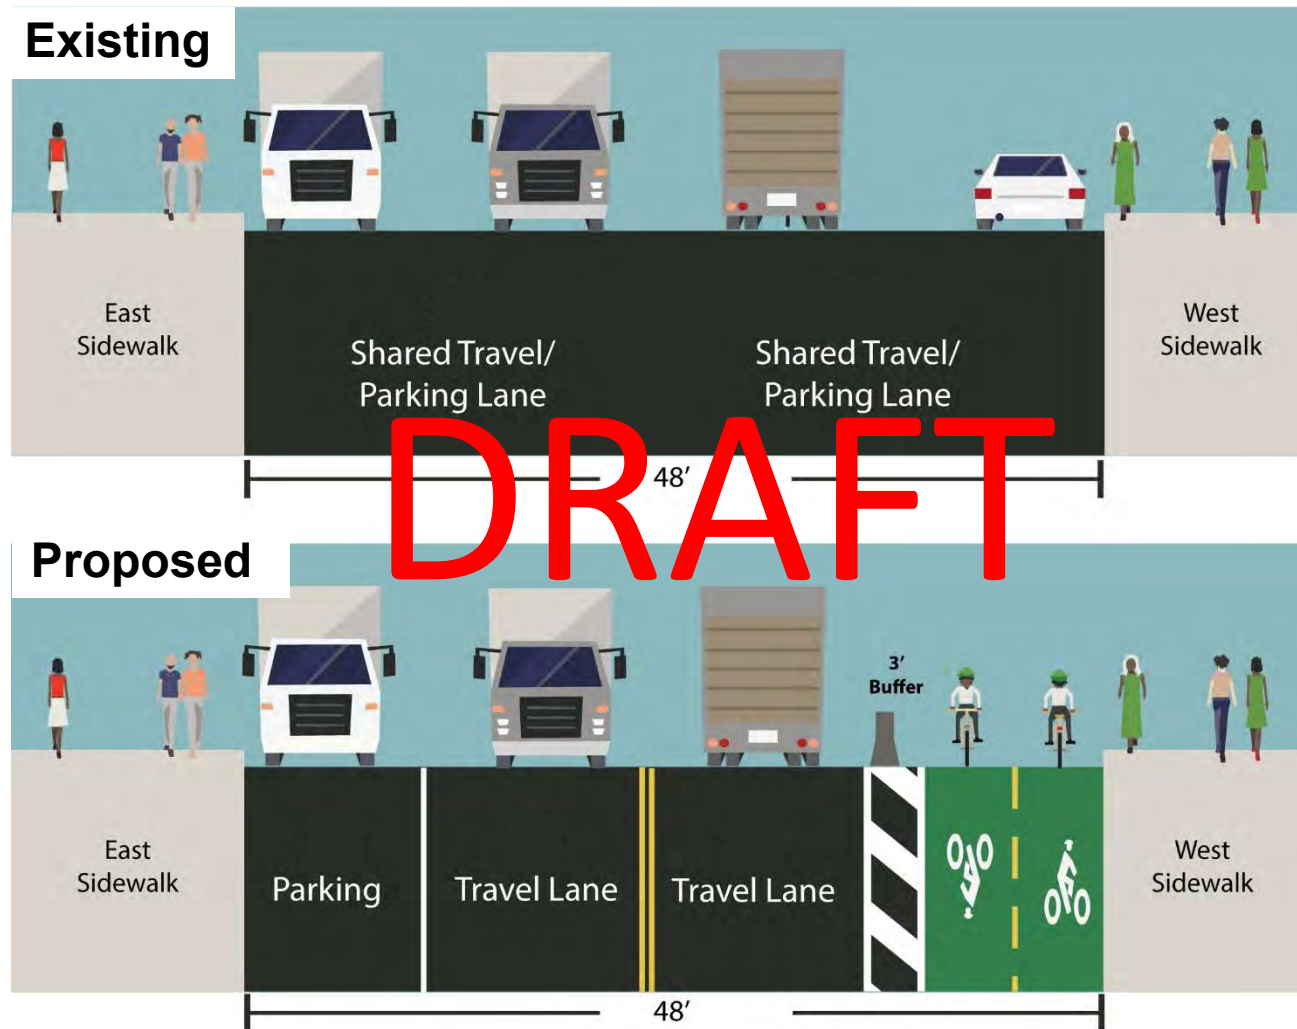 Existing
East
Sidewalk
Shared Travel/
Parking Lane
Shared Travel/
Parking Lane
West
Sidewalk
48’
DRAFT
Proposed
3’
Buffer
East
Sidewalk
Parking
Travel Lane
Travel Lane
West
Sidewalk
48’